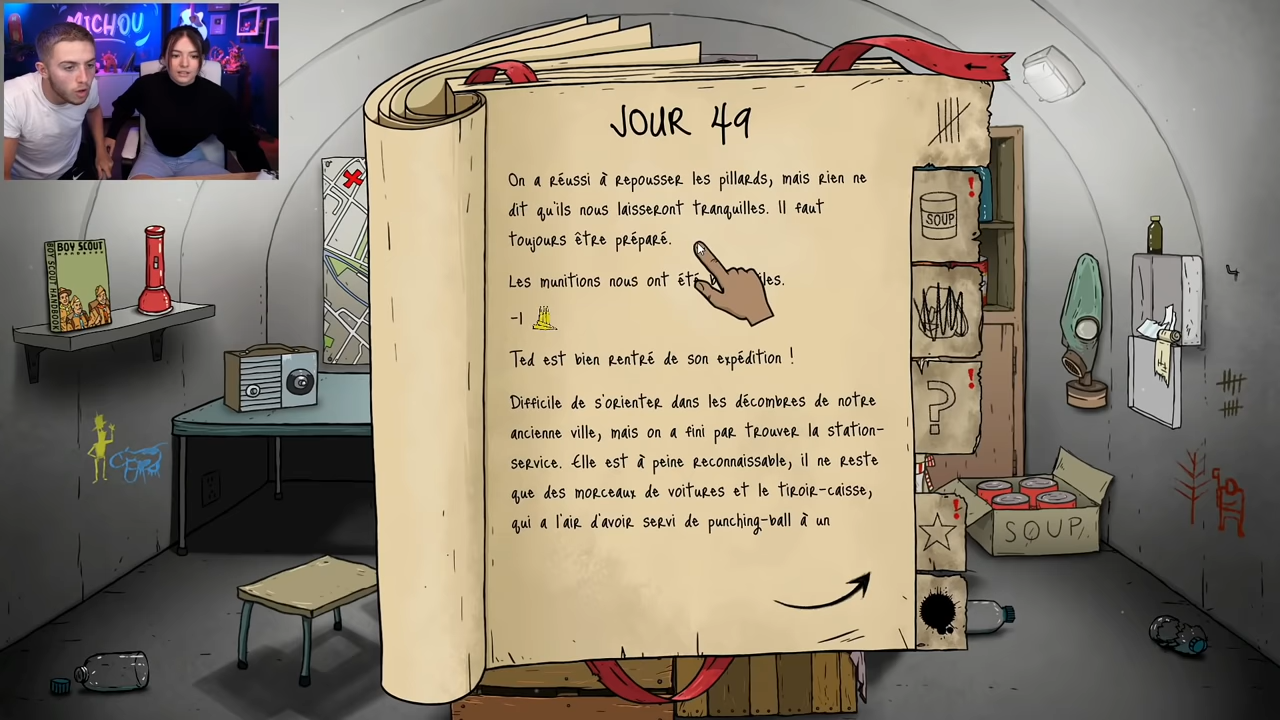 MICHOU
JOUR 49
On a réussi à repousser les pillards, mais rien ne
dit qu'ils nous laisseront tranquilles. Il faut
toujours être préparé.
Les munitions nous ont été
-1
Ted est bien rentré de son expédition !
Difficile de s'orienter dans les décombres de notre
ancienne ville, mais on a fini par trouver la station-
service. Elle est à peine reconnaissable, il ne reste
que des morceaux de voitures et le tiroir-caisse,
qui a l'air d'avoir servi de punching-ball à un
!
SOUP
!
?
!
BOY SCOUT
BOY SCOUT HANDBOOK
SOUP